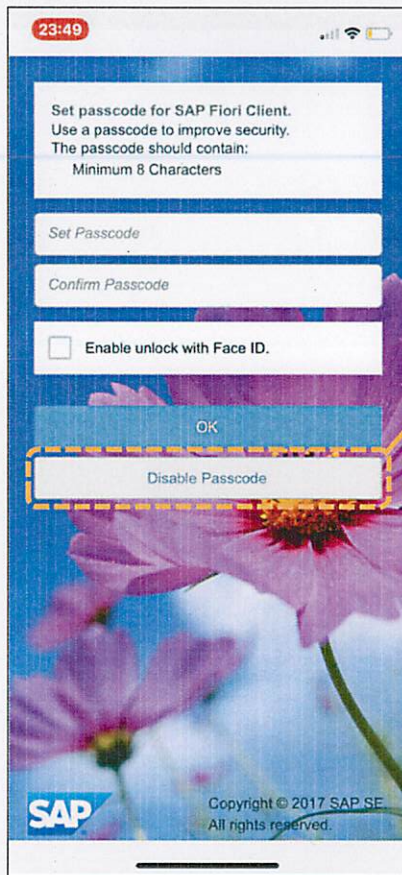 23:49
Set passcode for SAP Fiori Client.
Use a passcode to improve security.
The passcode should contain:
Minimum 8 Characters
Set Passcode
Confirm Passcode
Enable unlock with Face ID.
OK
Disable Passcode
SAP
Copyright © 2017 SAP SE.
All rights reserved.